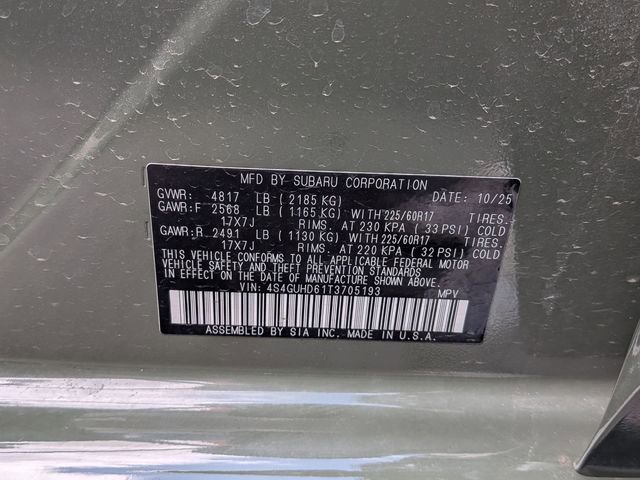 MFD BY SUBARU CORPORATION DATE: 10/25
GVWR: 4817 LB ( 2185 KG)
GAWR:F 2568 LB ( 1165 KG) WITH 225/60R17 TIRES.
17X7J RIMS. AT 230 KPA ( 33 PSI) COLD
GAWR:R 2491 LB ( 1130 KG) WITH 225/60R17 TIRES.
17X7J RIMS. AT 220 KPA ( 32 PSI) COLD
THIS VEHICLE CONFORMS TO ALL APPLICABLE FEDERAL MOTOR
VEHICLE SAFETY AND THEFT PREVENTION STANDARDS
IN EFFECT ON THE DATE OF MANUFACTURE SHOWN ABOVE.
VIN: 4S4GUHD61T3705193 MPV
ASSEMBLED BY SIA INC. MADE IN U.S.A.